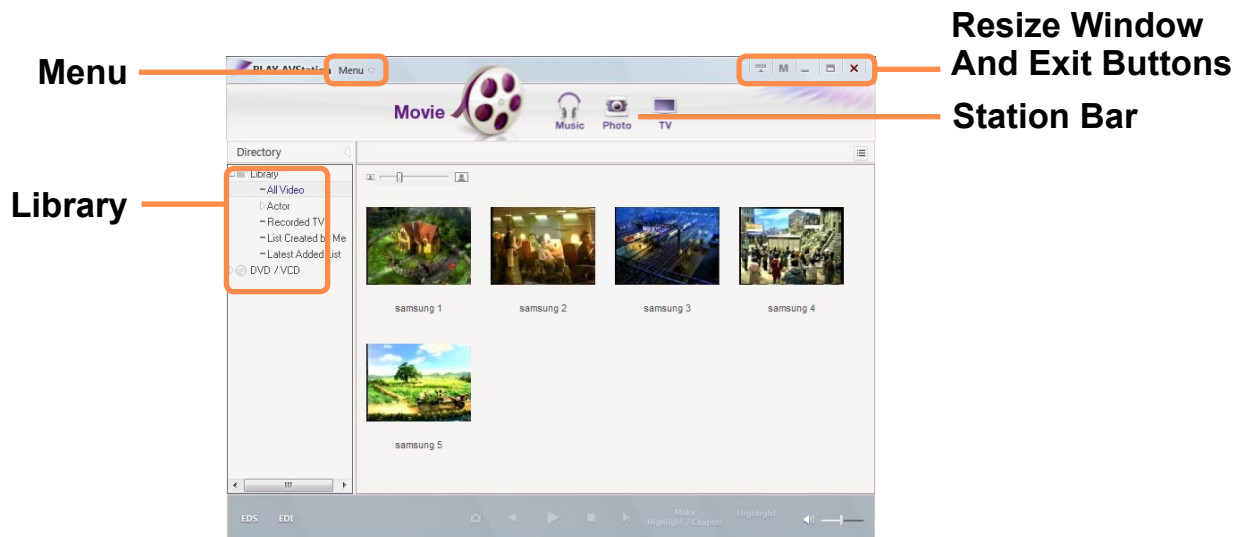 Resize Window
And Exit Buttons
Menu
PLAY AVStation Menu
M
Station Bar
Movie
Music Photo TV
Directory
Library
Library
All Video
Actor
Recorded TV
List Created by Me
Latest Added List
DVD / VCD
samsung 1 samsung 2 samsung 3 samsung 4
samsung 5
EDS EDI
Make
Highlight / Chapter
Highlight